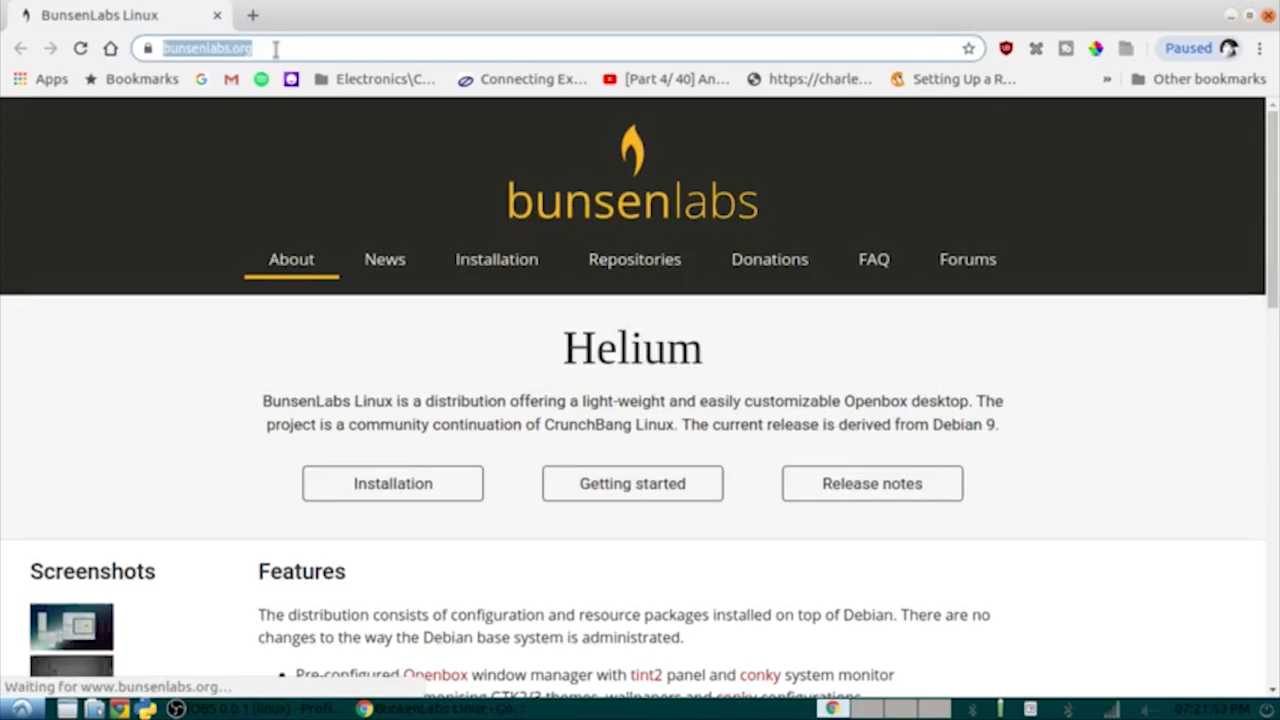 BunsenLabs Linux
bunsenlabs.org
Paused
Apps
Bookmarks
Electronics\C...
Connecting Ex...
[Part 4/ 40] An...
https://charle...
Setting Up a R...
»
Other bookmarks
bunsenlabs
About
News
Installation
Repositories
Donations
FAQ
Forums
Helium
BunsenLabs Linux is a distribution offering a light-weight and easily customizable Openbox desktop. The
project is a community continuation of CrunchBang Linux. The current release is derived from Debian 9.
Installation
Getting started
Release notes
Screenshots
Features
The distribution consists of configuration and resource packages installed on top of Debian. There are no
changes to the way the Debian base system is administrated.
• Pre-configured Openbox window manager with tint2 panel and conky system monitor
GTK2/3 themes, wallpapers and conky configurations
Waiting for www.bunsenlabs.org...
OBS 0.0.1 (linux) - Profi...
BunsenLabs Linux - Go...
07:21:53 PM